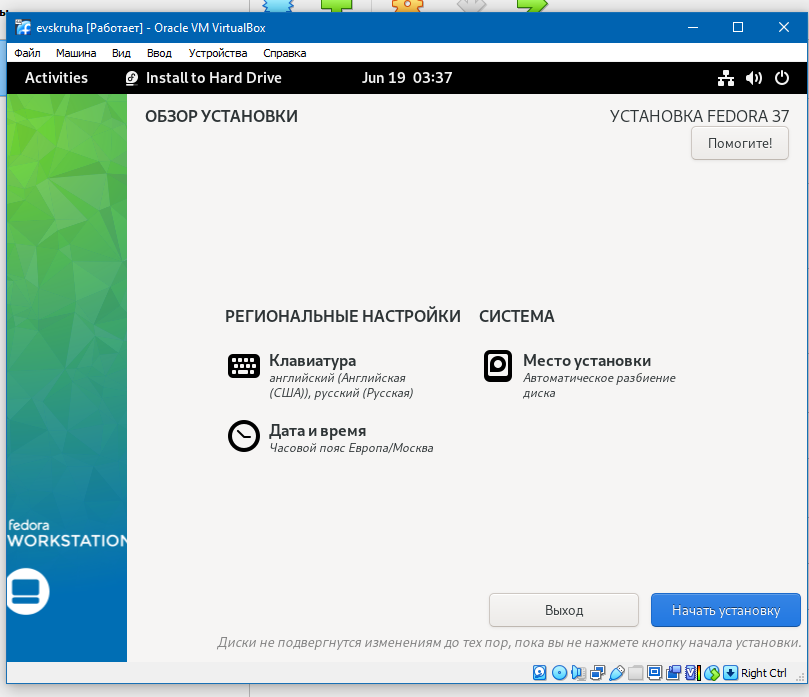 evskruha [Работает] - Oracle VM VirtualBox
Файл Машина Вид Ввод Устройства Справка
Activities Install to Hard Drive Jun 19 03:37
ОБЗОР УСТАНОВКИ
УСТАНОВКА FEDORA 37
Помогите!
РЕГИОНАЛЬНЫЕ НАСТРОЙКИ
СИСТЕМА
Клавиатура
английский (Английская
(США)), русский (Русская)
Место установки
Автоматическое разбиение
диска
Дата и время
Часовой пояс Европа/Москва
fedora
WORKSTATION
Выход
Начать установку
Диски не подвергнутся изменениям до тех пор, пока вы не нажмете кнопку начала установки.
Right Ctrl